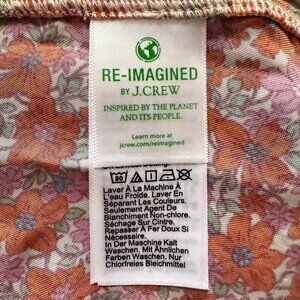 RE-IMAGINED
BY J.CREW
INSPIRED BY THE PLANET
AND ITS PEOPLE.
Learn more at
jcrew.com/reimagined
Laver À La Machine À
L'eau Froide. Laver En
Séparant Les Couleurs.
Seulement Agent De
Blanchiment Non-chlore.
Séchage Sur Cintre.
Repasser À Fer Doux Si
Nécessaire.
In Der Maschine Kalt
Waschen. Mit Ähnlichen
Farben Waschen. Nur
Chlorfreies Bleichmittel